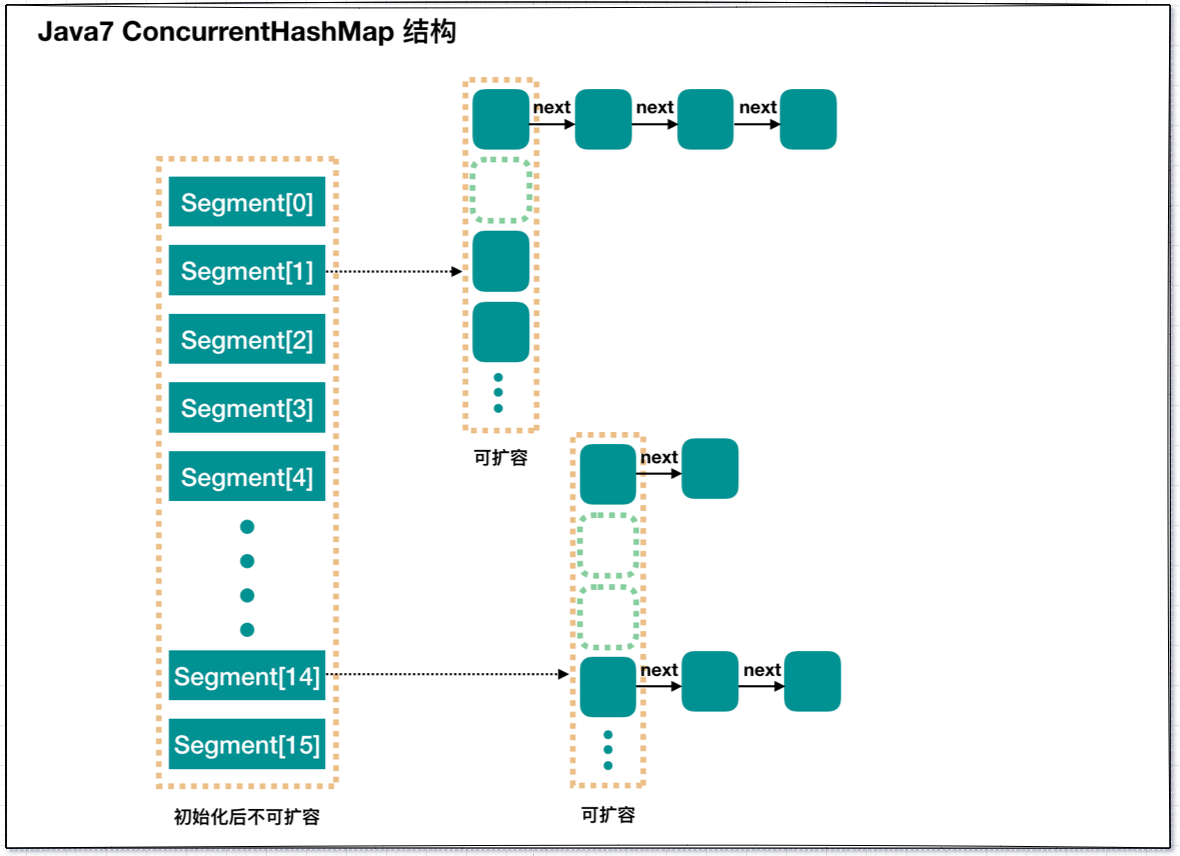 Java7 ConcurrentHashMap 结构
next
next
next
Segment[0]
Segment[1]
Segment[2]
Segment[3]
Segment[4]
可扩容
next
Segment[14]
next
next
Segment[15]
初始化后不可扩容
可扩容